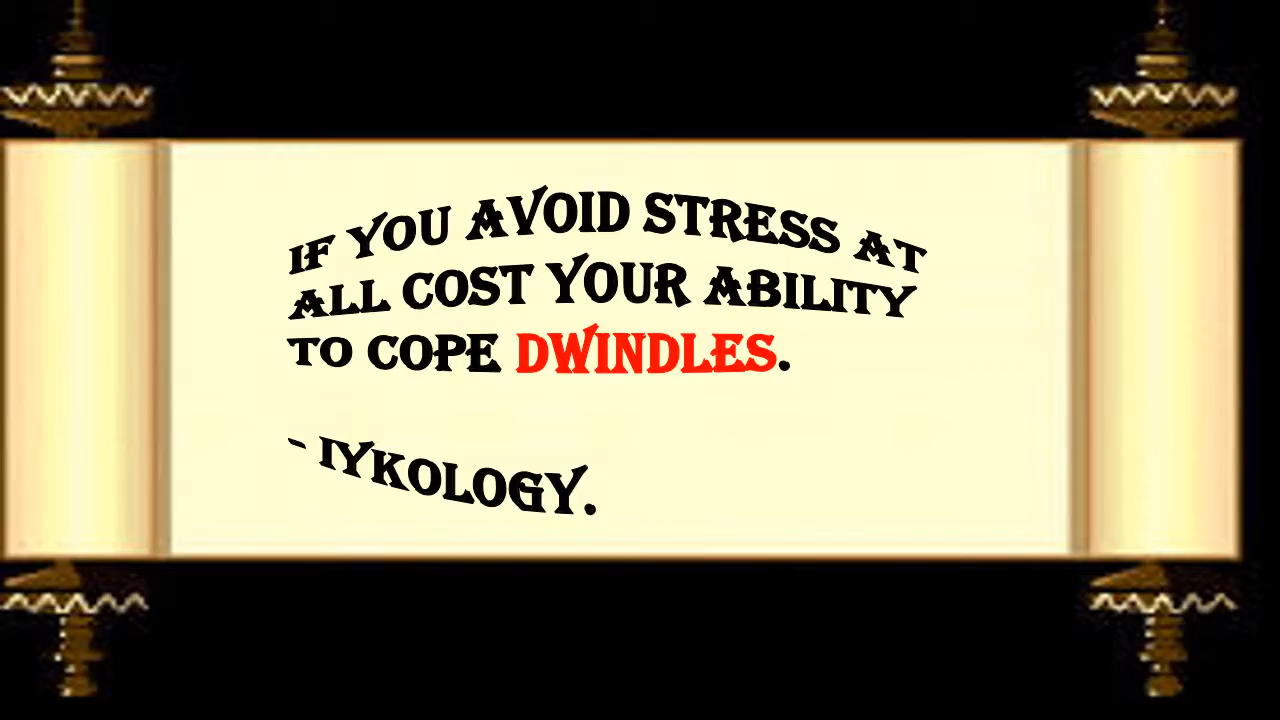 IF YOU AVOID STRESS AT
ALL COST YOUR ABILITY
TO COPE DWINDLES.
- IYKOLOGY.